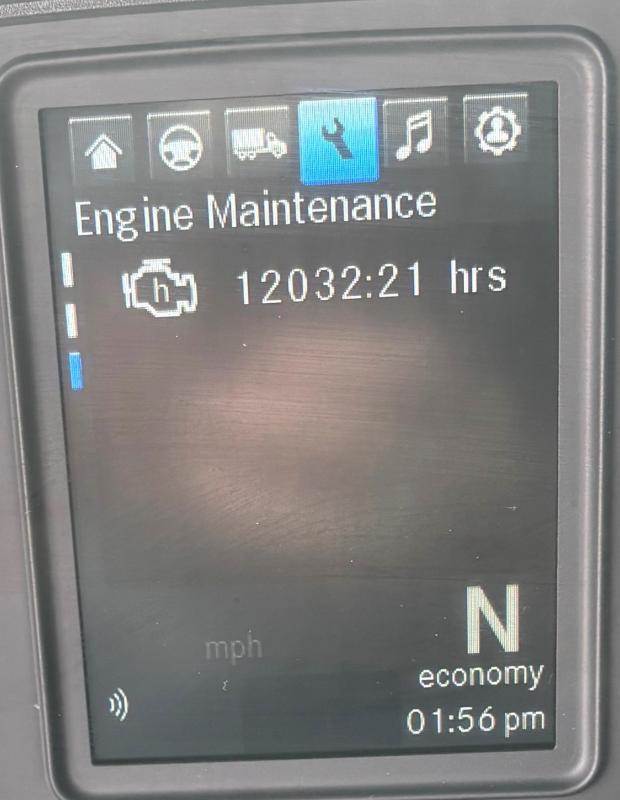 Engine Maintenance
h 12032:21 hrs
N
mph
economy
01:56 pm